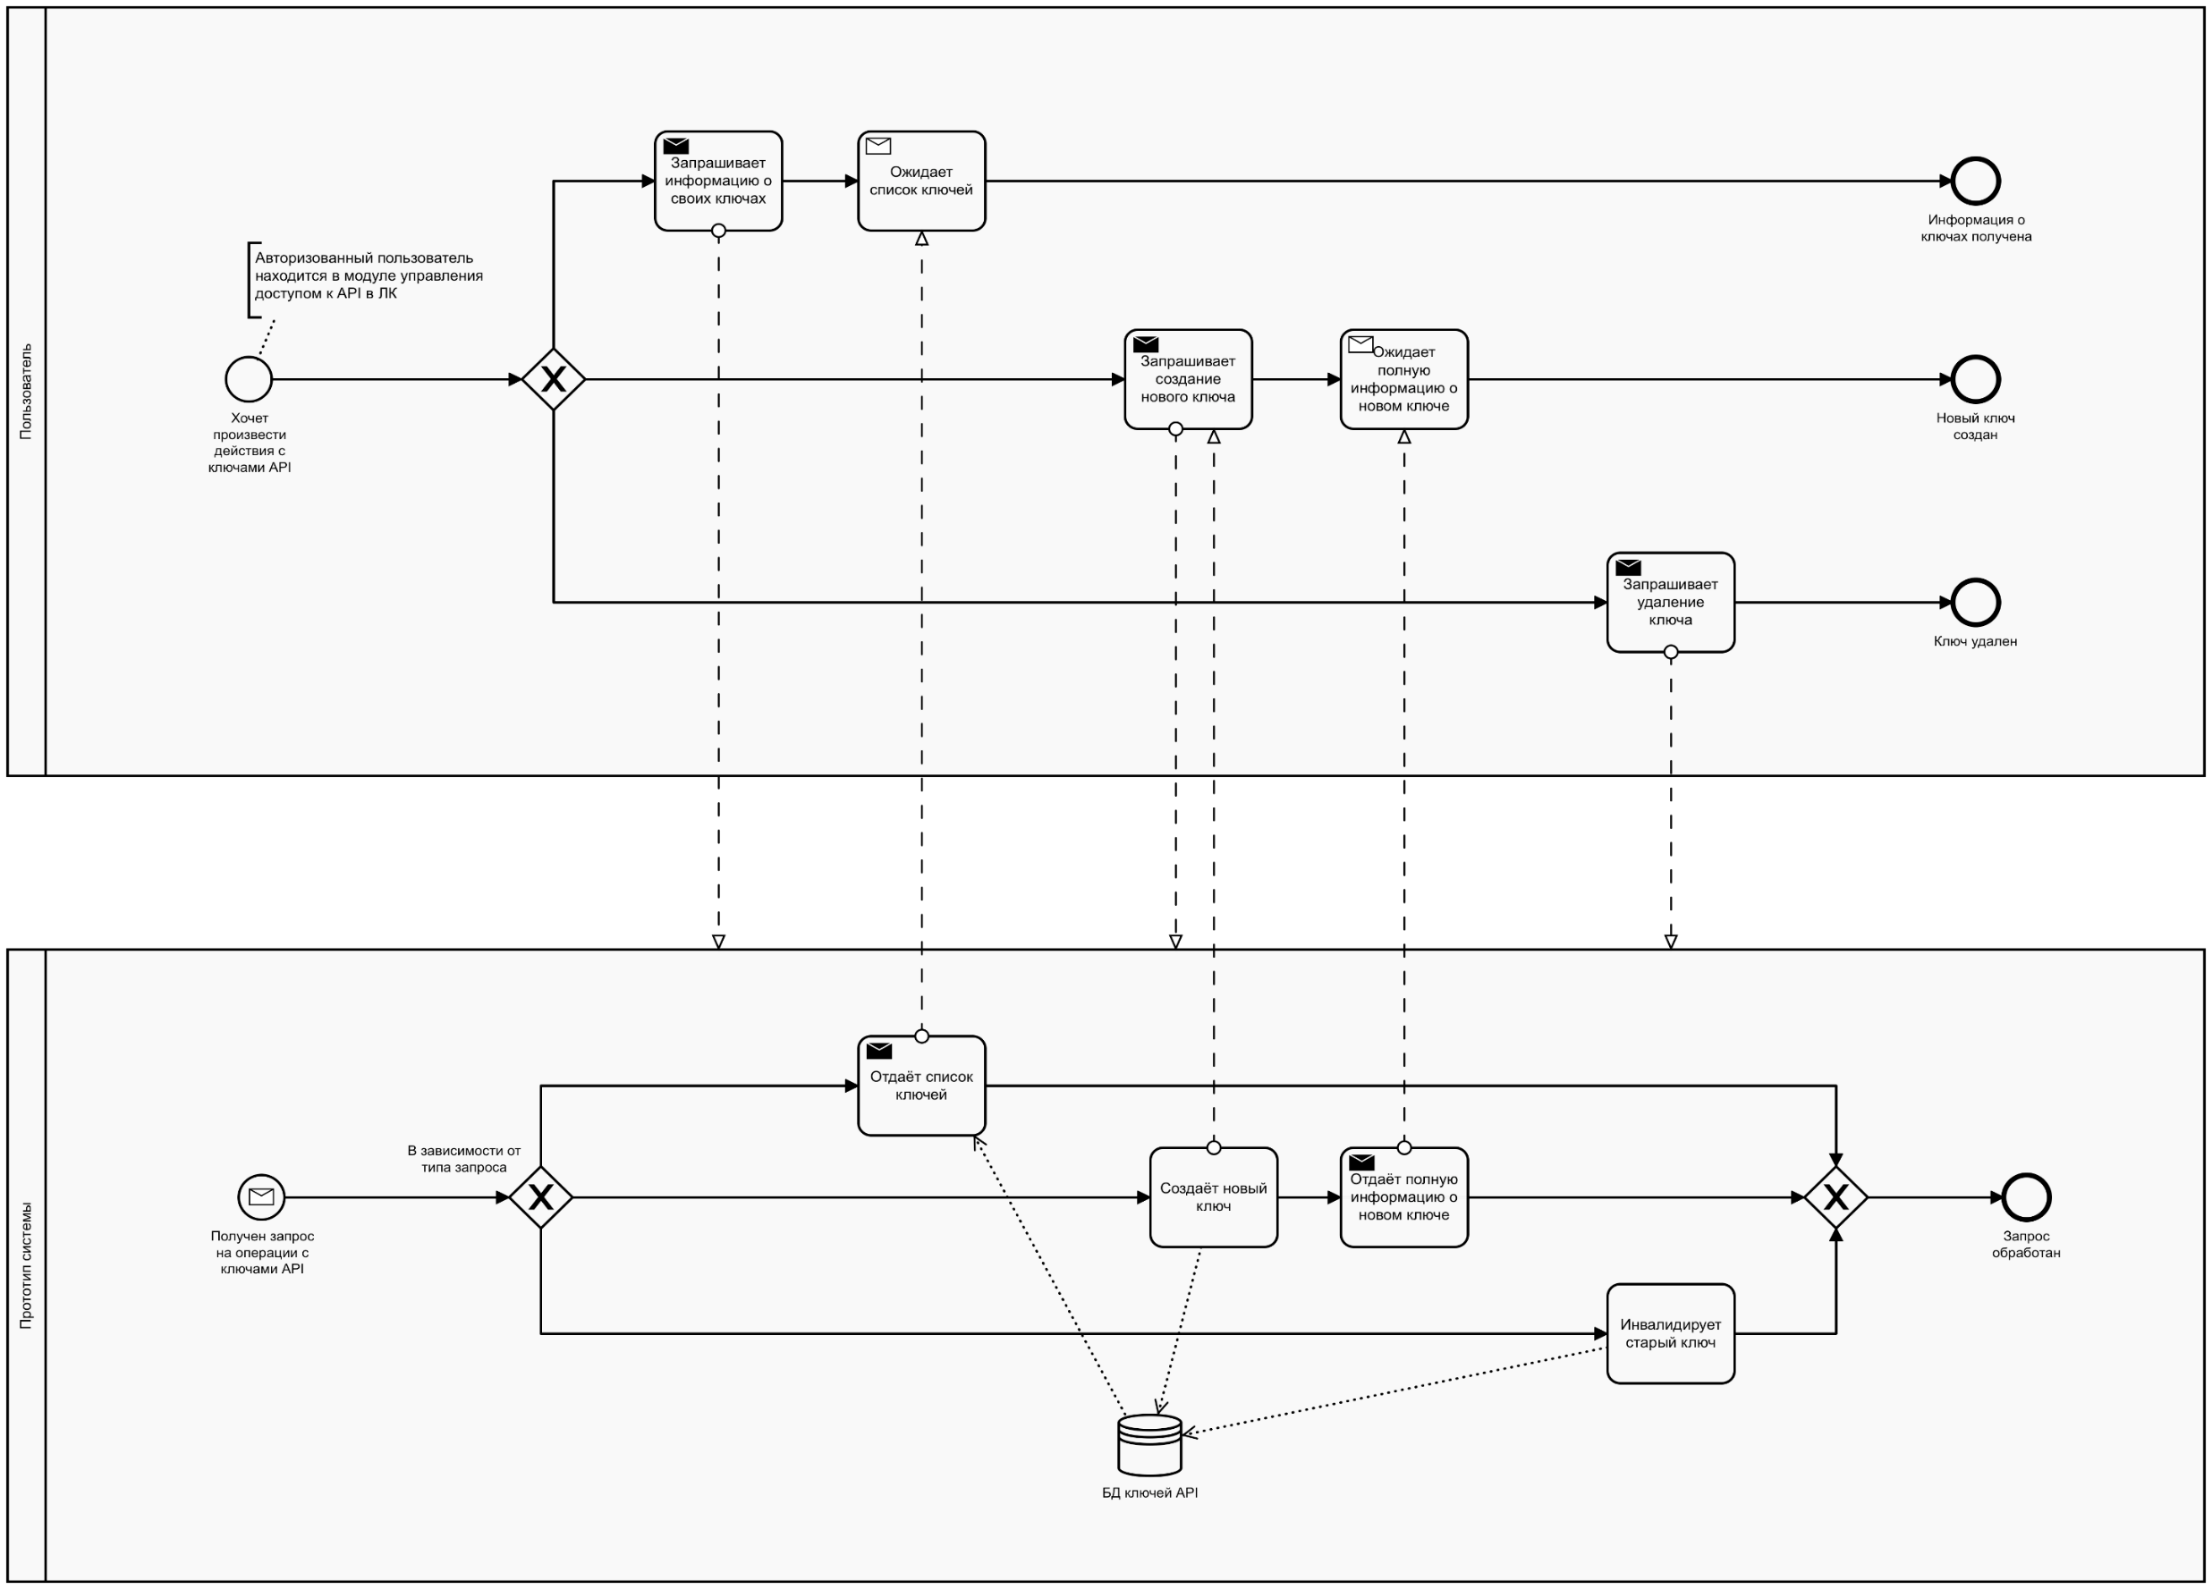 Пользователь
Запрашивает
информацию о
своих ключах
Ожидает
список ключей
Информация о
ключах получена
Авторизованный пользователь
находится в модуле управления
доступом к API в ЛК
Хочет
произвести
действия с
ключами API
X
Запрашивает
создание
нового ключа
Ожидает
полную
информацию о
новом ключе
Новый ключ
создан
Запрашивает
удаление
ключа
Ключ удален
Прототип системы
Отдаёт список
ключей
В зависимости от
типа запроса
Получен запрос
на операции с
ключами API
X
Создаёт новый
ключ
Отдаёт полную
информацию о
новом ключе
X
Запрос
обработан
Инвалидирует
старый ключ
БД ключей API